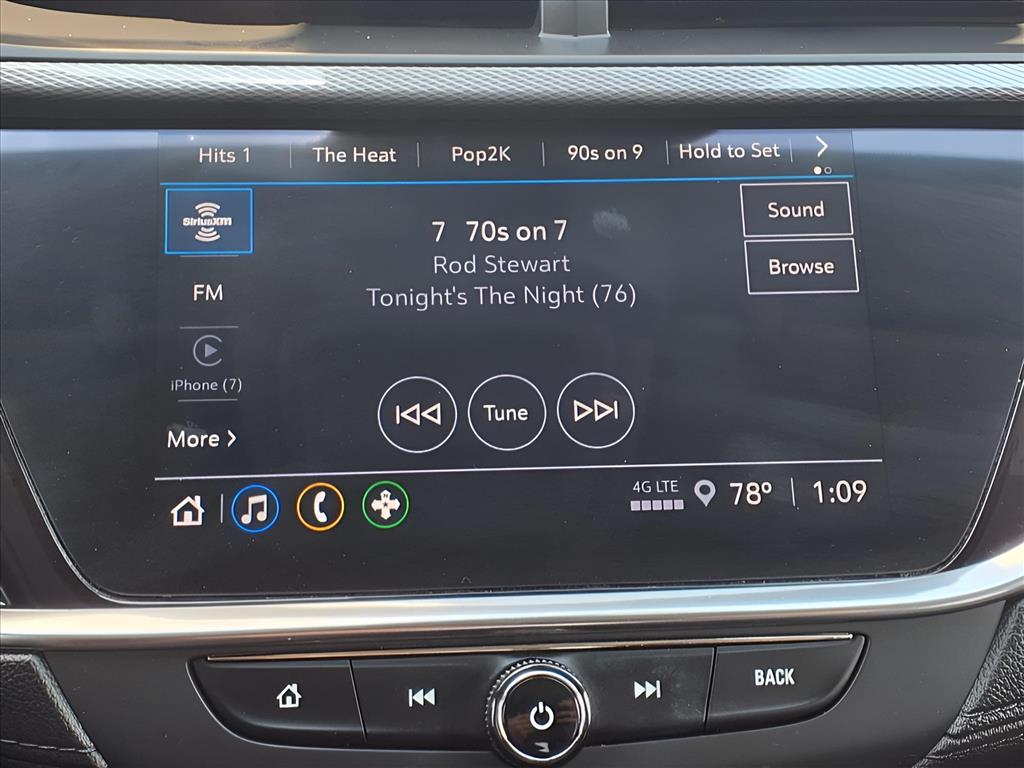 Hits 1
The Heat
Pop2K
90s on 9
Hold to Set
SiriusXM
7 70s on 7
Rod Stewart
Tonight's The Night (76)
Sound
Browse
FM
iPhone (7)
More
Tune
4G LTE
78°
1:09
BACK